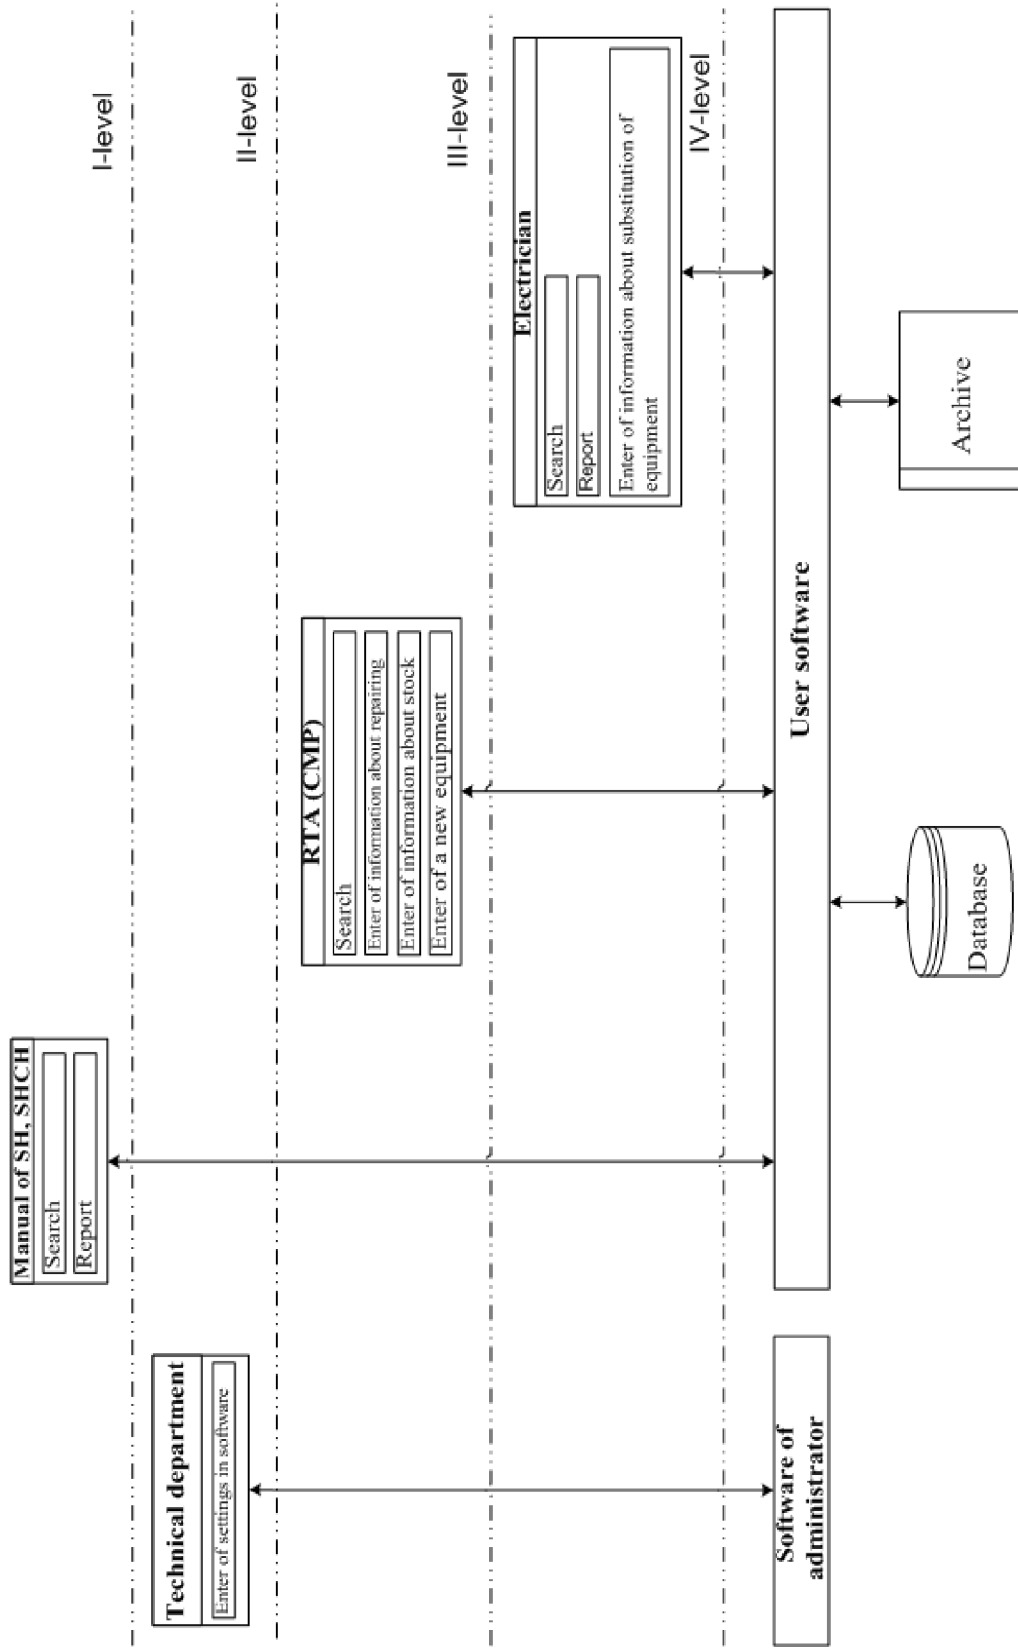 Manual of SH, SHCH
Search
Report
I-level
Technical department
Enter of settings in software
II-level
RTA (CMP)
Search
Enter of information about repairing
Enter of information about stock
Enter of a new equipment
III-level
Electrician
Search
Report
Enter of information about substitution of
equipment
IV-level
Software of
administrator
User software
Database
Archive